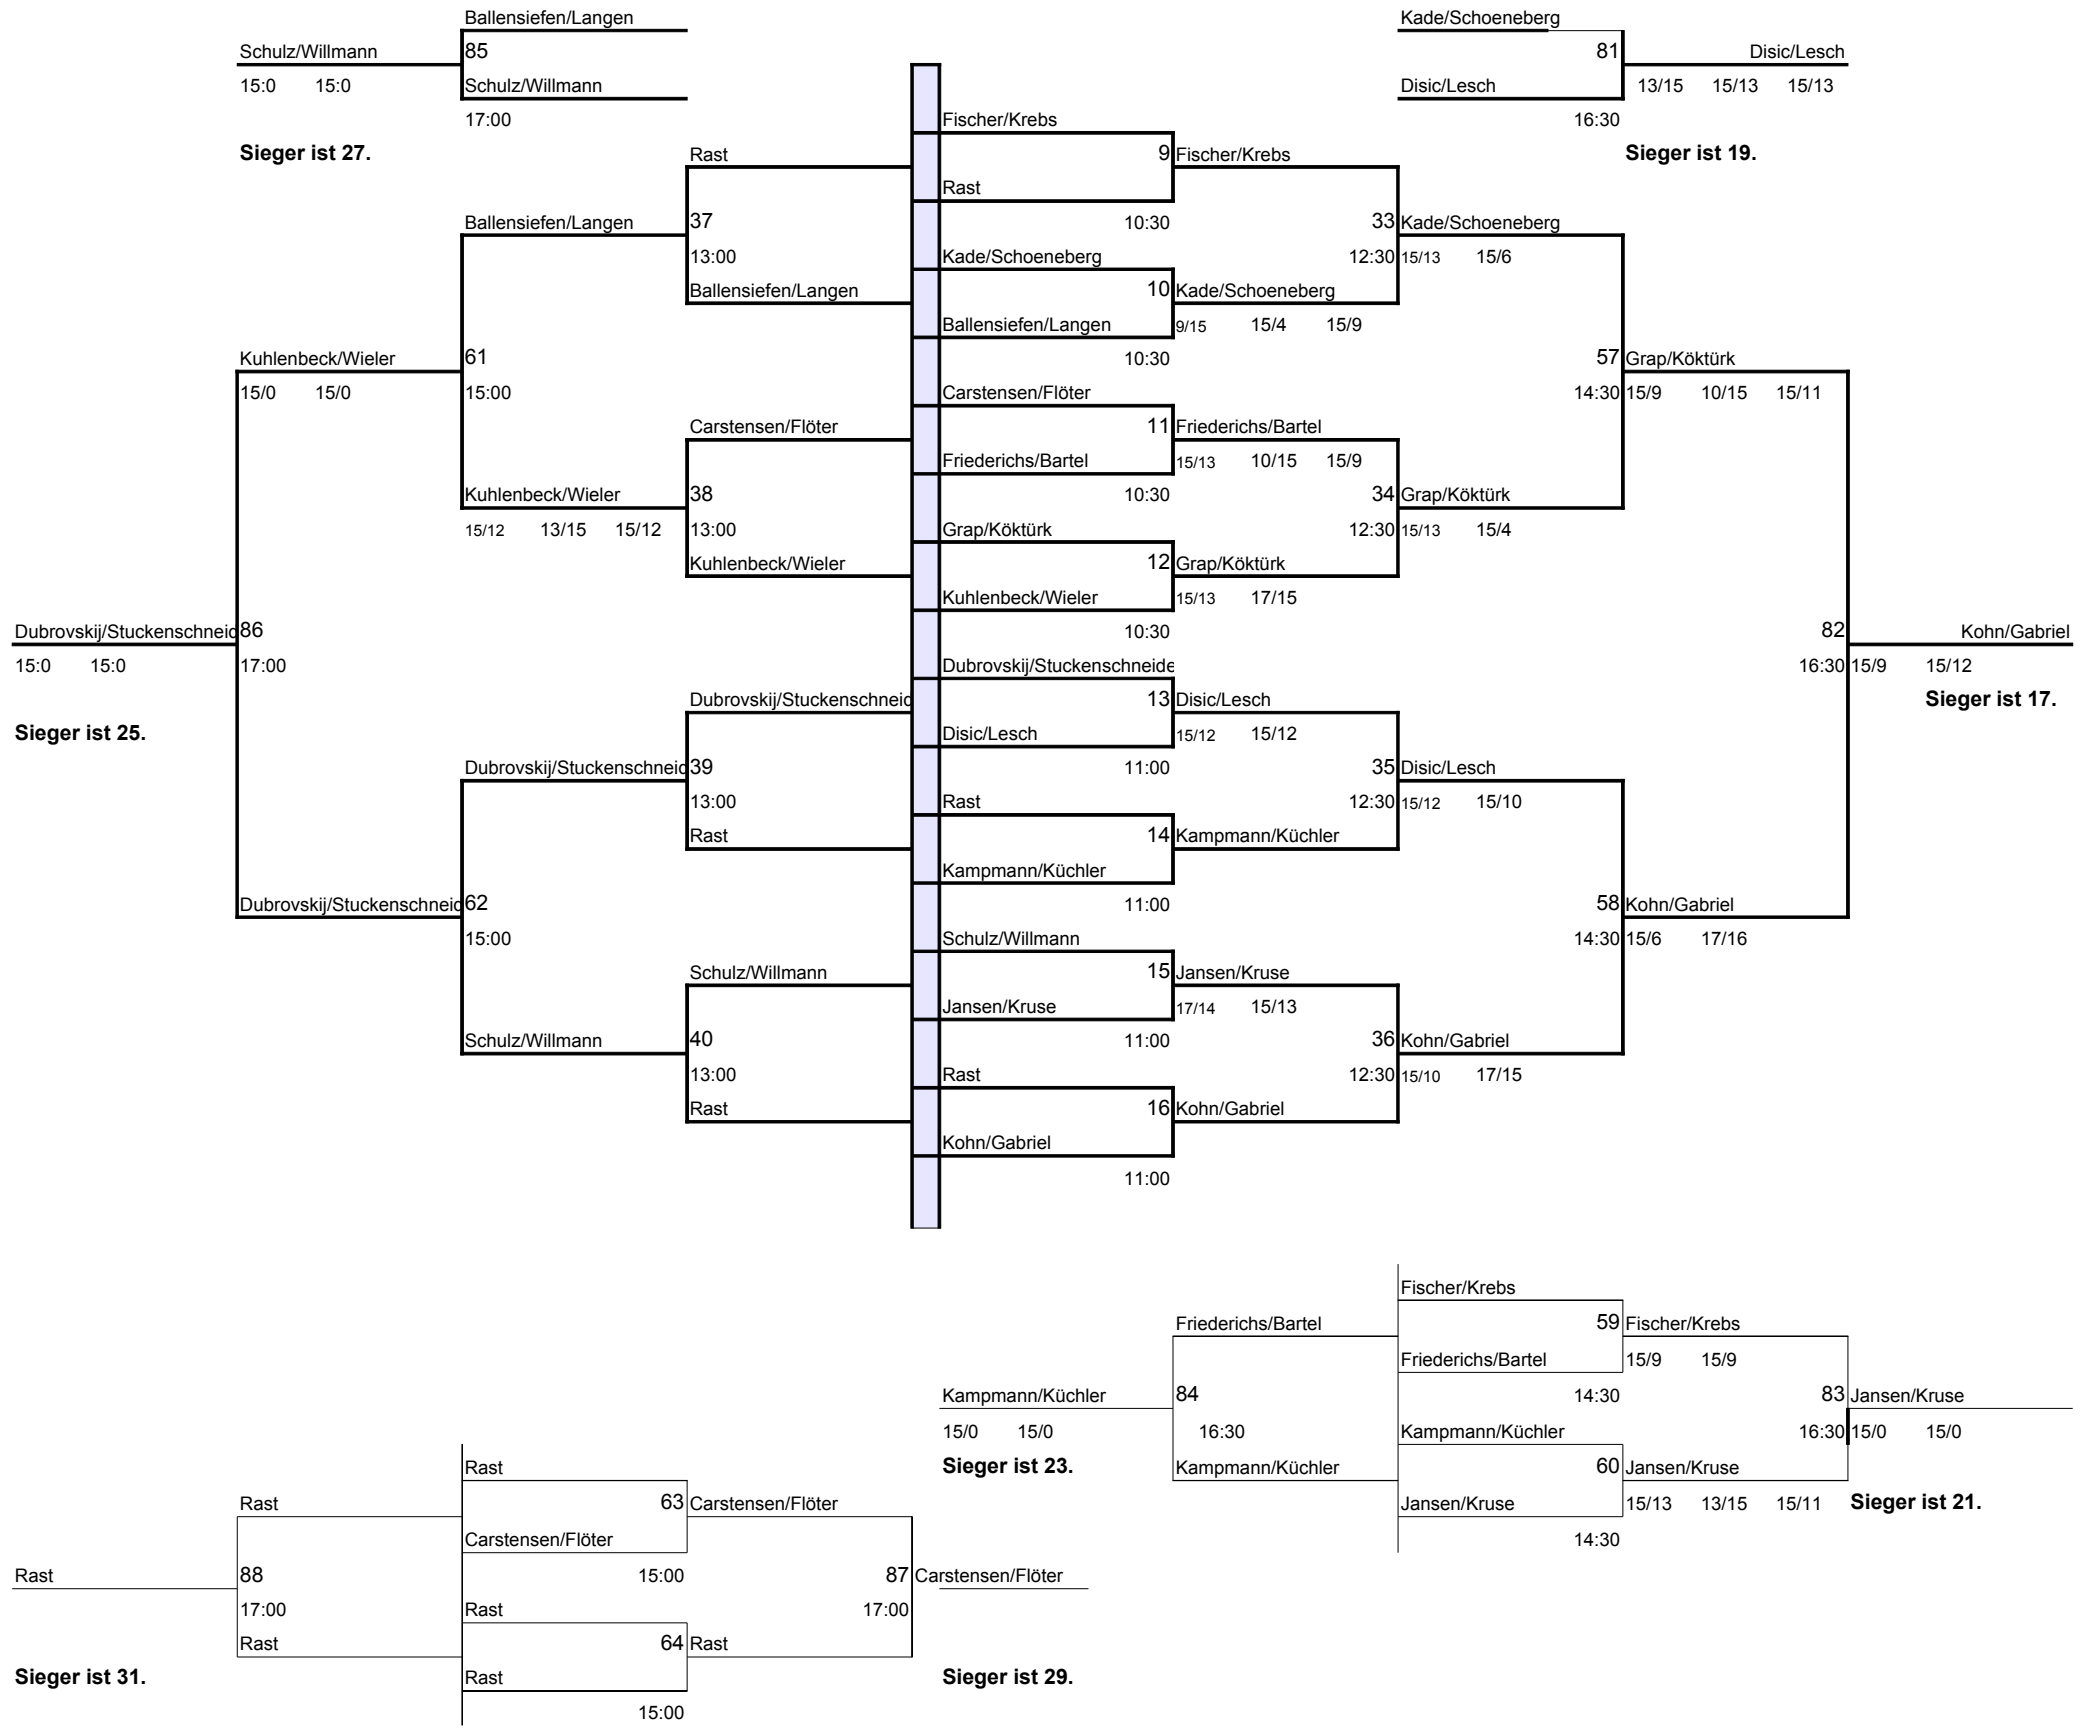 Ballensiefen/Langen Kade/Schoeneberg
Schulz/Willmann 85 81 Disic/Lesch
15:0 15:0 Schulz/Willmann Disic/Lesch 13/15 15/13 15/13
17:00 Fischer/Krebs 16:30
Sieger ist 27. Rast 9 Fischer/Krebs Sieger ist 19.
Rast
Ballensiefen/Langen 37 10:30 33 Kade/Schoeneberg
13:00 Kade/Schoeneberg 12:30 15/13 15/6
Ballensiefen/Langen 10 Kade/Schoeneberg
Ballensiefen/Langen 9/15 15/4 15/9
Kuhlenbeck/Wieler 61 10:30 57 Grap/Köktürk
15/0 15/0 15:00 Carstensen/Flöter 14:30 15/9 10/15 15/11
Carstensen/Flöter 11 Friederichs/Bartel
Friederichs/Bartel 15/13 10/15 15/9
Kuhlenbeck/Wieler 38 10:30 34 Grap/Köktürk
15/12 13/15 15/12 13:00 Grap/Köktürk 12:30 15/13 15/4
Kuhlenbeck/Wieler 12 Grap/Köktürk
Kuhlenbeck/Wieler 15/13 17/15
Dubrovskij/Stuckenschneid 86 10:30 82 Kohn/Gabriel
15:0 15:0 17:00 Dubrovskij/Stuckenschneide 16:30 15/9 15/12
Dubrovskij/Stuckenschneid 13 Disic/Lesch Sieger ist 17.
Sieger ist 25. Disic/Lesch 15/12 15/12
Dubrovskij/Stuckenschneid 39 11:00 35 Disic/Lesch
13:00 Rast 12:30 15/12 15/10
Rast 14 Kampmann/Küchler
Kampmann/Küchler
Dubrovskij/Stuckenschneid 62 11:00 58 Kohn/Gabriel
15:00 Schulz/Willmann 14:30 15/6 17/16
Schulz/Willmann 15 Jansen/Kruse
Jansen/Kruse 17/14 15/13
Schulz/Willmann 40 11:00 36 Kohn/Gabriel
13:00 Rast 12:30 15/10 17/15
Rast 16 Kohn/Gabriel
Kohn/Gabriel
11:00
Fischer/Krebs
Friederichs/Bartel 59 Fischer/Krebs
Friederichs/Bartel 15/9 15/9
Kampmann/Küchler 84 14:30 83 Jansen/Kruse
15/0 15/0 16:30 Kampmann/Küchler 16:30 15/0 15/0
Rast Sieger ist 23. Kampmann/Küchler 60 Jansen/Kruse
Rast 63 Carstensen/Flöter Jansen/Kruse 15/13 13/15 15/11 Sieger ist 21.
Carstensen/Flöter 14:30
Rast 88 15:00 87 Carstensen/Flöter
17:00 Rast 17:00
Rast 64 Rast
Sieger ist 31. Rast Sieger ist 29.
15:00